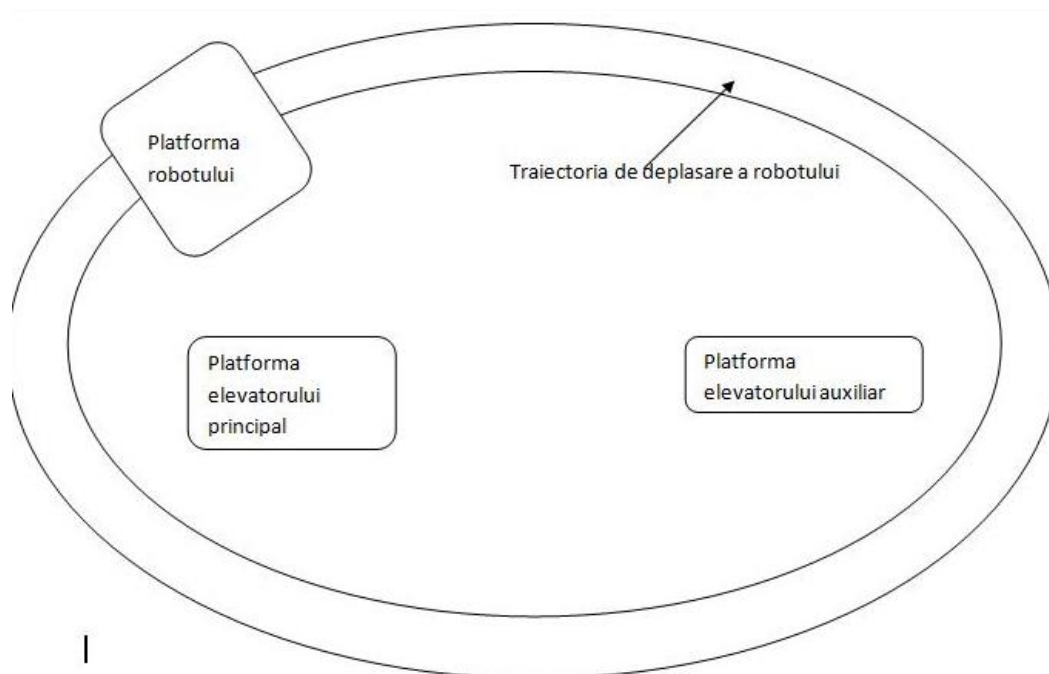 Platforma
robotului
Traiectoria de deplasare a robotului
Platforma
elevatorului
principal
Platforma
elevatorului auxiliar